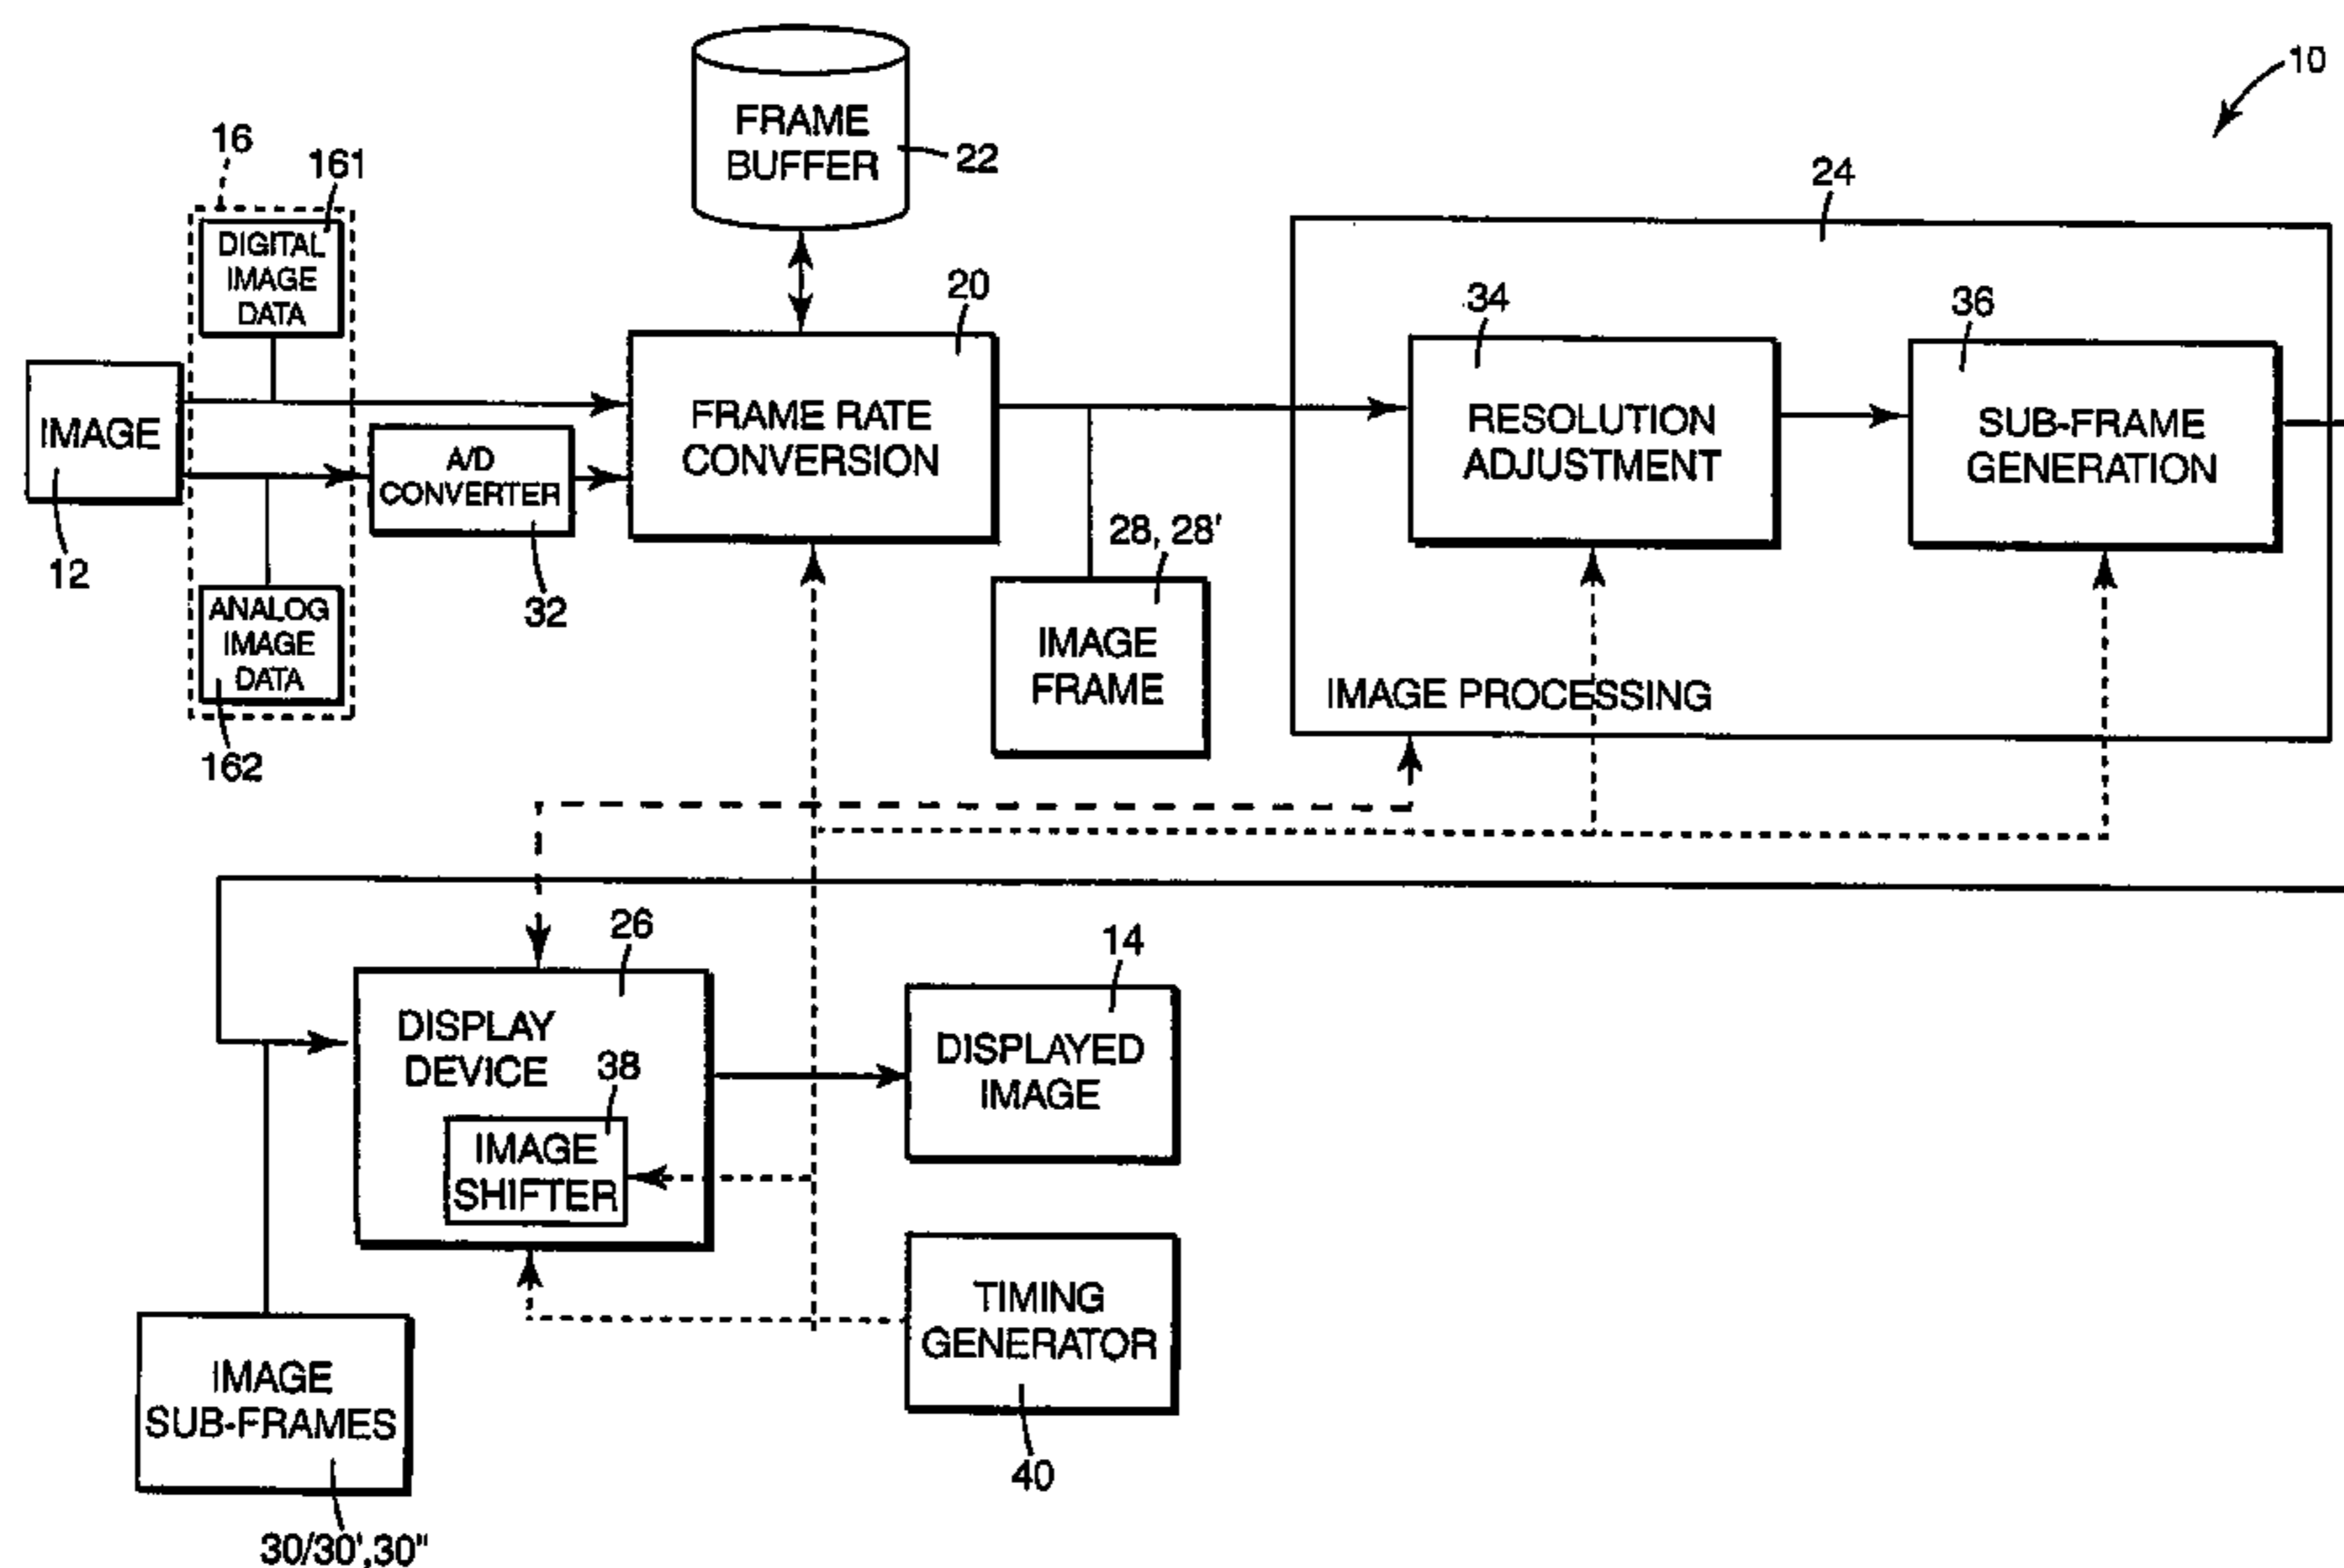 10
FRAME
BUFFER
22
16
161
DIGITAL
IMAGE
DATA
24
20
34
36
IMAGE
12
A/D
CONVERTER
32
FRAME RATE
CONVERSION
RESOLUTION
ADJUSTMENT
SUB-FRAME
GENERATION
28, 28'
IMAGE
FRAME
ANALOG
IMAGE
DATA
162
IMAGE PROCESSING
26
DISPLAY
DEVICE
38
IMAGE
SHIFTER
14
DISPLAYED
IMAGE
TIMING
GENERATOR
40
IMAGE
SUB-FRAMES
30/30',30"